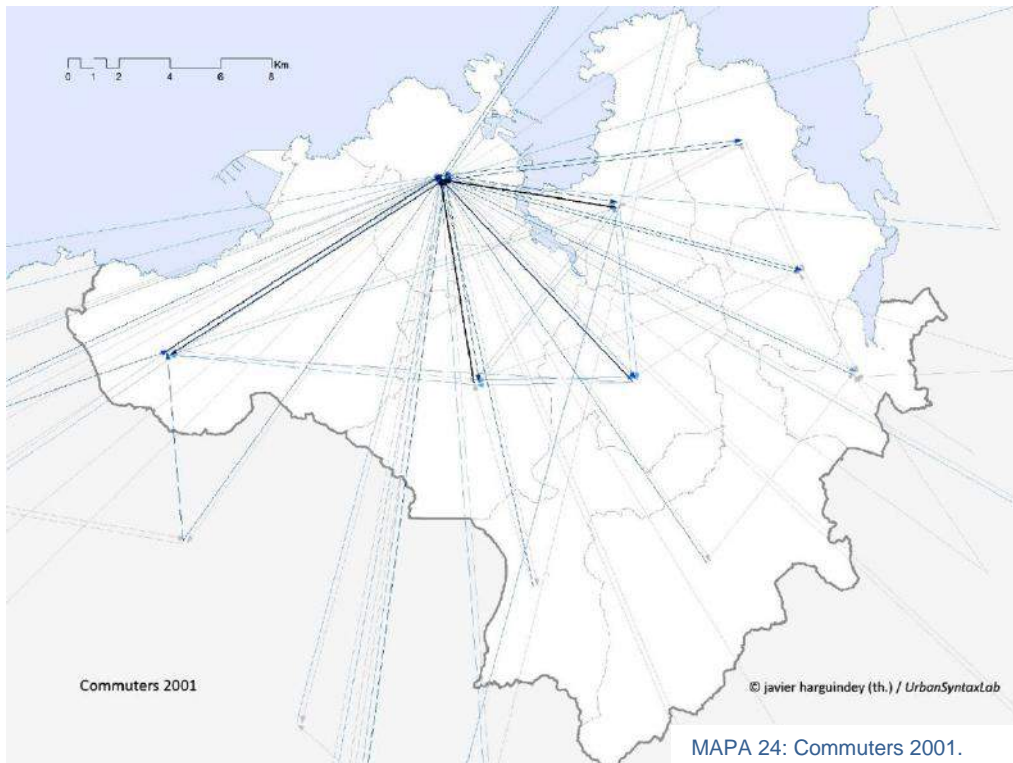 Km
0 1 2 4 6 8
Commuters 2001
© javier harguindey (th.) / UrbanSyntaxLab
MAPA 24: Commuters 2001.